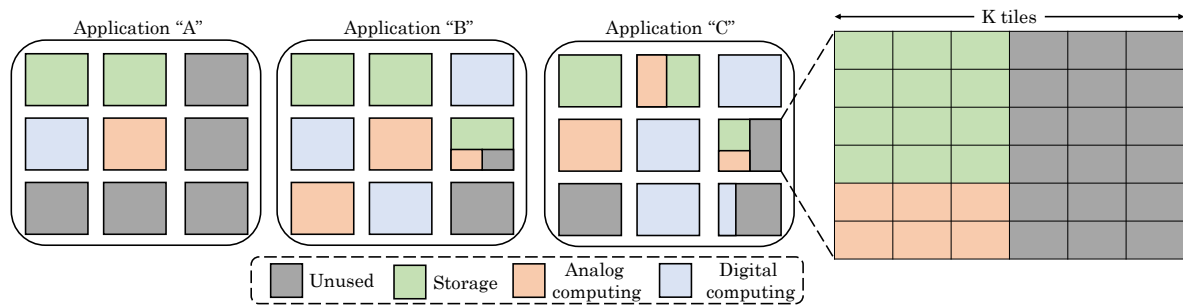 Application “A”
Application “B”
Application “C”
K tiles
Unused
Storage
Analog
computing
Digital
computing